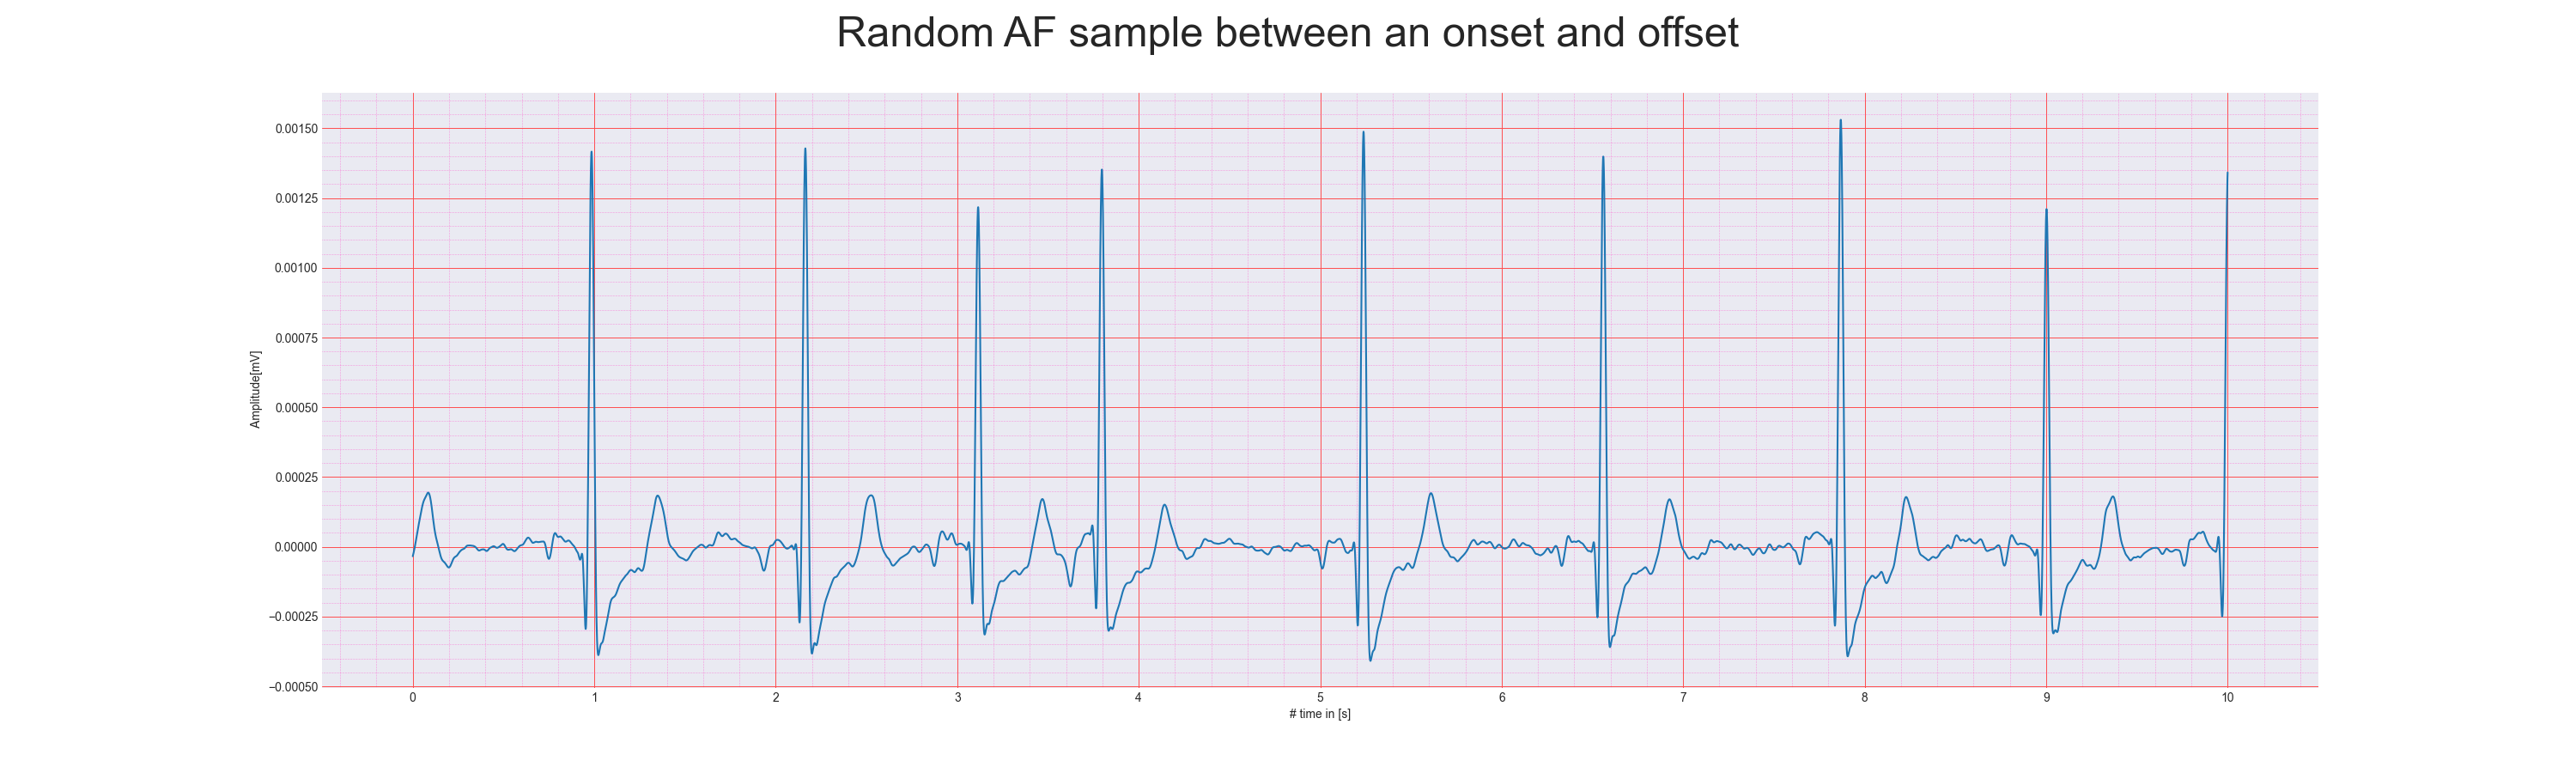 Random AF sample between an onset and offset
0.00150
0.00125
0.00100
0.00075
0.00050
0.00025
0.00000
−0.00025
−0.00050
Amplitude[mV]
0 1 2 3 4 5 6 7 8 9 10
# time in [s]